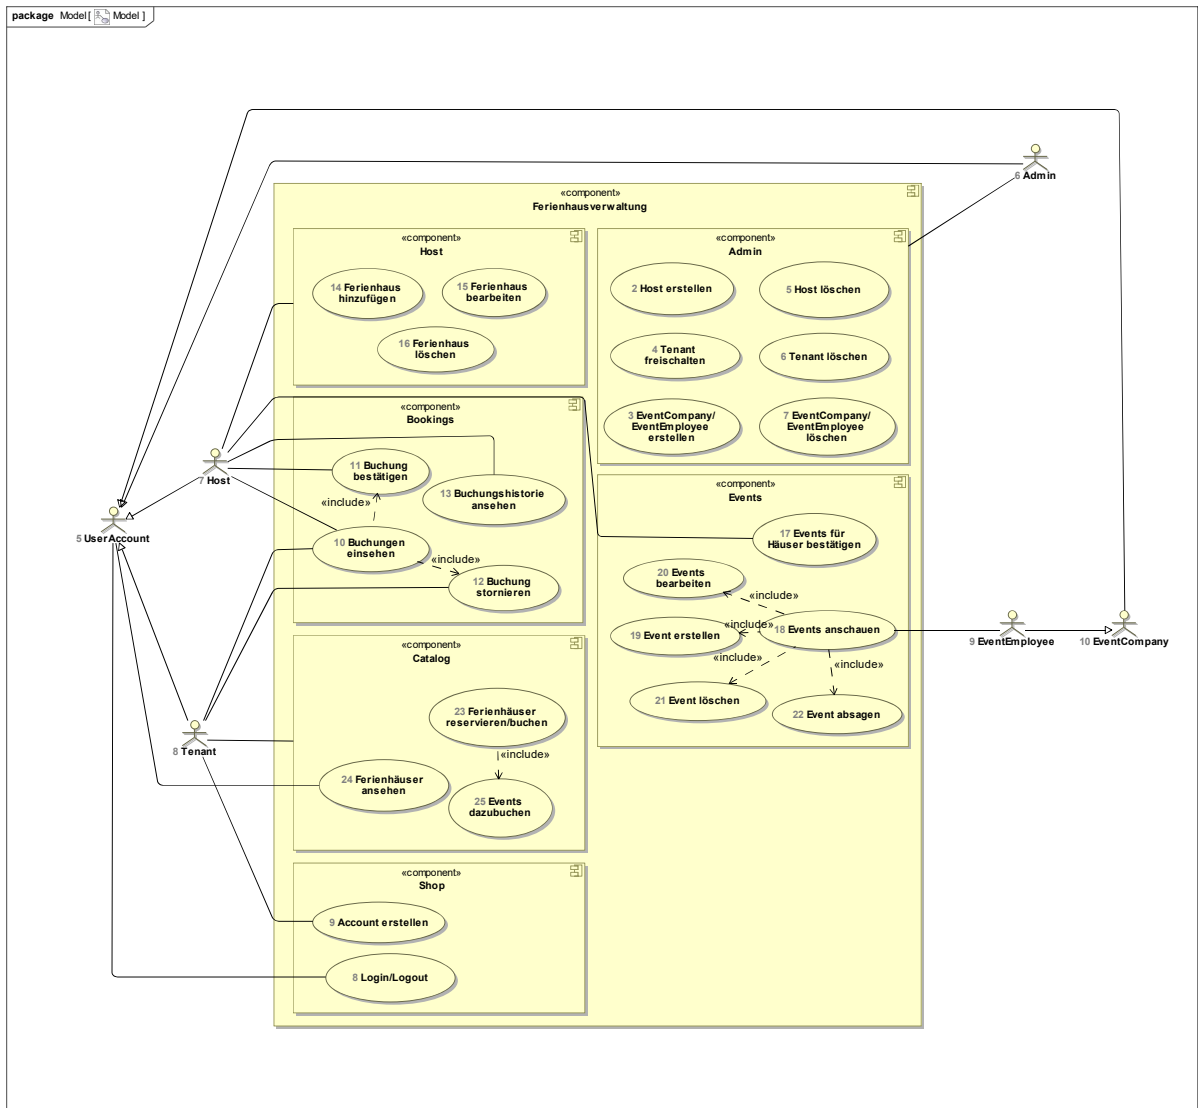 package Model [ Model ]
6 Admin
«component»
Ferienhausverwaltung
«component»
Host
14 Ferienhaus
hinzufügen
15 Ferienhaus
bearbeiten
16 Ferienhaus
löschen
«component»
Admin
2 Host erstellen
5 Host löschen
4 Tenant
freischalten
6 Tenant löschen
3 EventCompany/
EventEmployee
erstellen
7 EventCompany/
EventEmployee
löschen
«component»
Bookings
11 Buchung
bestätigen
13 Buchungshistorie
ansehen
«include»
10 Buchungen
einsehen
«include»
12 Buchung
stornieren
7 Host
5 UserAccount
«component»
Events
17 Events für
Häuser bestätigen
20 Events
bearbeiten
«include»
19 Event erstellen
«include»
18 Events anschauen
«include»
«include»
21 Event löschen
22 Event absagen
9 EventEmployee
10 EventCompany
«component»
Catalog
23 Ferienhäuser
reservieren/buchen
«include»
24 Ferienhäuser
ansehen
25 Events
dazubuchen
8 Tenant
«component»
Shop
9 Account erstellen
8 Login/Logout